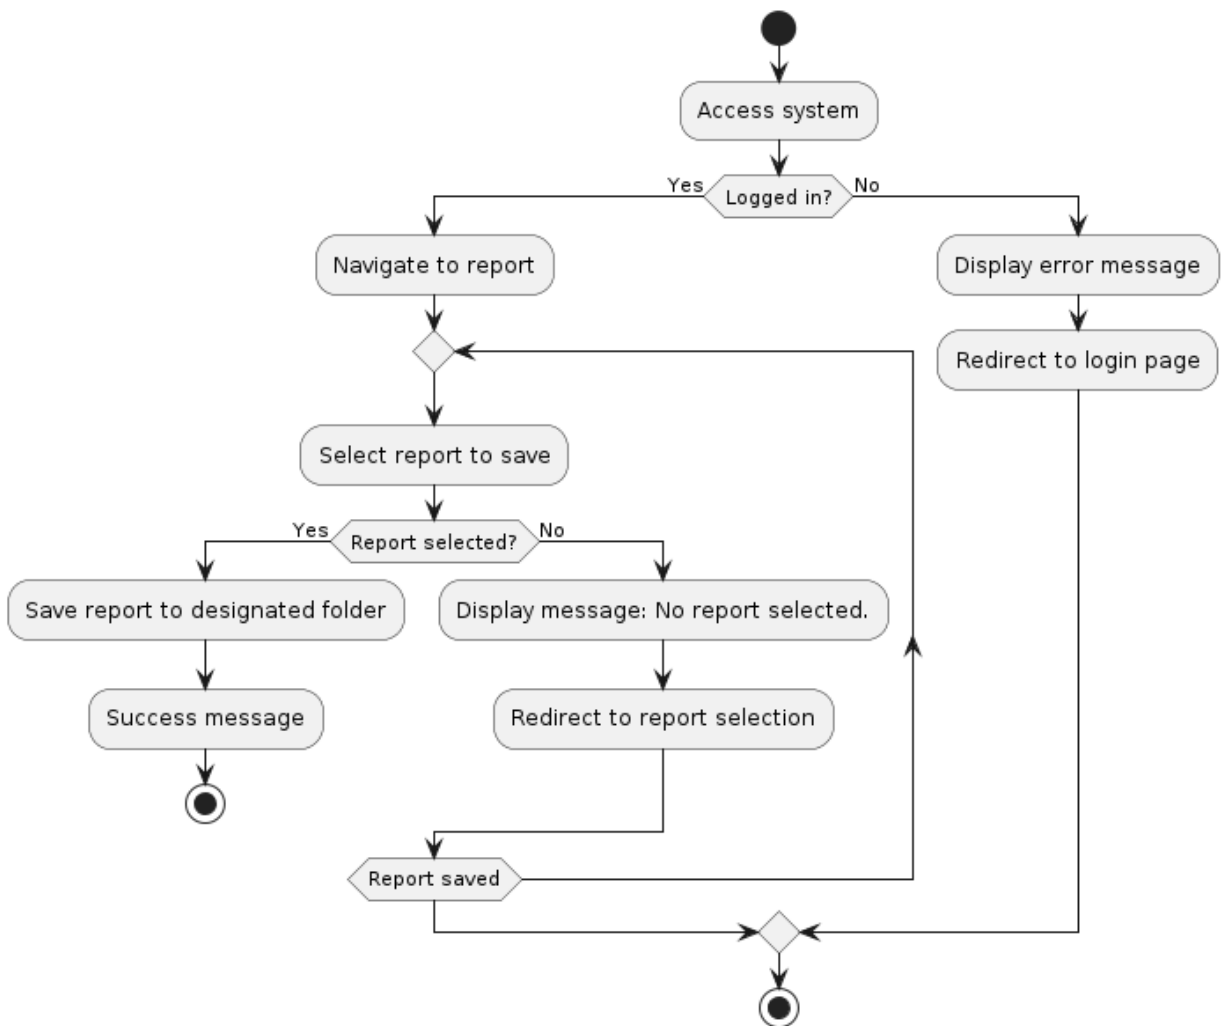 Access system
Yes
Logged in?
No
Navigate to report
Display error message
Redirect to login page
Select report to save
Yes
Report selected?
No
Save report to designated folder
Display message: No report selected.
Success message
Redirect to report selection
Report saved